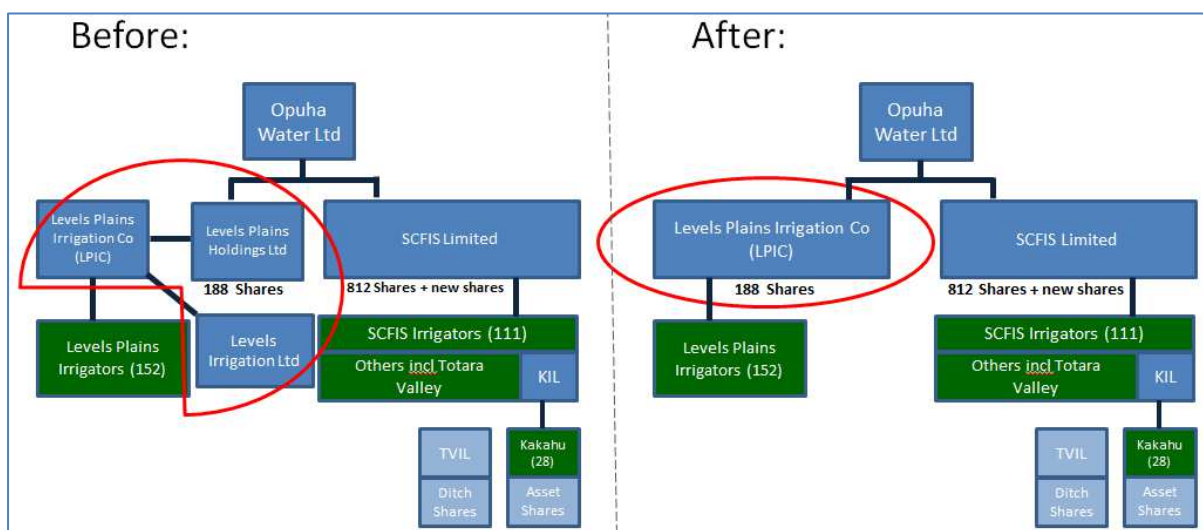 Before:
Opuha
Water Ltd
Levels Plains
Irrigation Co
(LPIC)
Levels Plains
Holdings Ltd
SCFIS Limited
188 Shares
812 Shares + new shares
Levels Plains
Irrigators (152)
Levels
Irrigation Ltd
SCFIS Irrigators (111)
Others incl Totara
Valley
KIL
TVIL
Kakahu
(28)
Ditch
Shares
Asset
Shares
After:
Opuha
Water Ltd
Levels Plains Irrigation Co
(LPIC)
SCFIS Limited
188 Shares
812 Shares + new shares
Levels Plains
Irrigators (152)
SCFIS Irrigators (111)
Others incl Totara
Valley
KIL
TVIL
Kakahu
(28)
Ditch
Shares
Asset
Shares